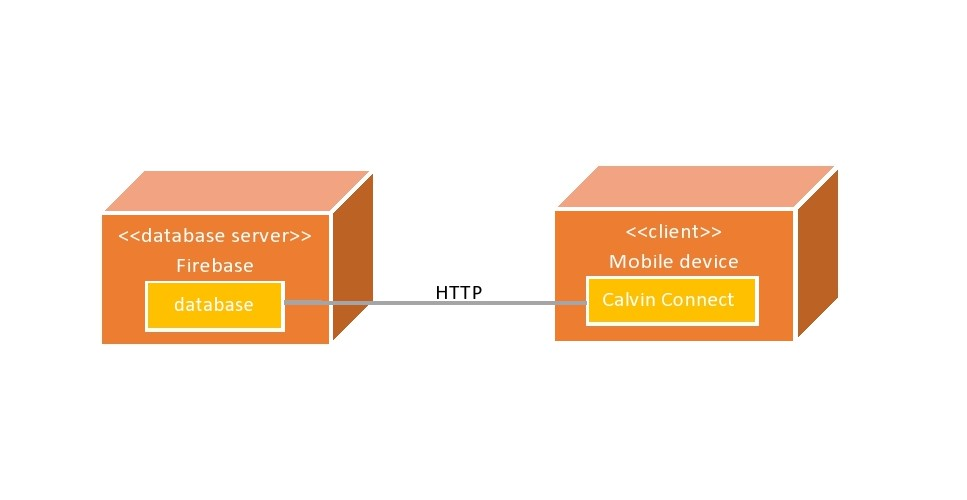 <<database server>>
Firebase
database
HTTP
<<client>>
Mobile device
Calvin Connect